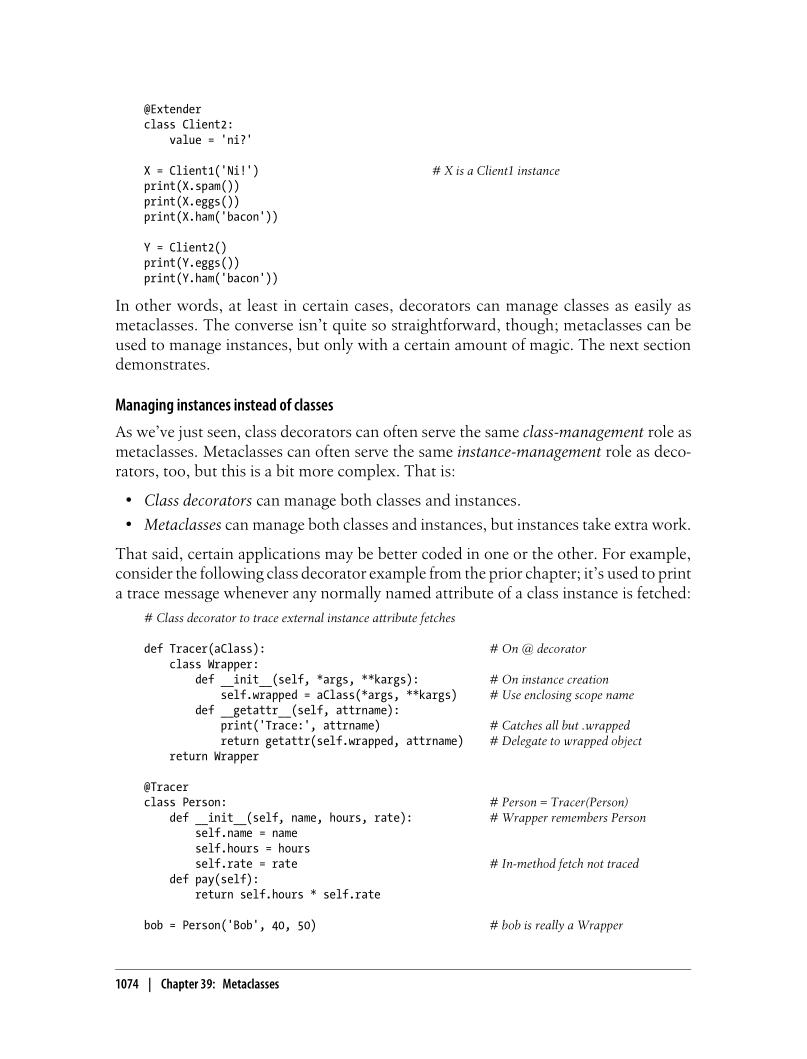 @Extender
class Client2:
    value = 'ni?'

X = Client1('Ni!')                          # X is a Client1 instance
print(X.spam())
print(X.eggs())
print(X.ham('bacon'))

Y = Client2()
print(Y.eggs())
print(Y.ham('bacon'))
In other words, at least in certain cases, decorators can manage classes as easily as
metaclasses. The converse isn’t quite so straightforward, though; metaclasses can be
used to manage instances, but only with a certain amount of magic. The next section
demonstrates.
Managing instances instead of classes
As we’ve just seen, class decorators can often serve the same class-management role as
metaclasses. Metaclasses can often serve the same instance-management role as deco-
rators, too, but this is a bit more complex. That is:
• Class decorators can manage both classes and instances.
• Metaclasses can manage both classes and instances, but instances take extra work.
That said, certain applications may be better coded in one or the other. For example,
consider the following class decorator example from the prior chapter; it’s used to print
a trace message whenever any normally named attribute of a class instance is fetched:
# Class decorator to trace external instance attribute fetches

def Tracer(aClass):                                   # On @ decorator
    class Wrapper:
        def __init__(self, *args, **kargs):           # On instance creation
            self.wrapped = aClass(*args, **kargs)     # Use enclosing scope name
        def __getattr__(self, attrname):
            print('Trace:', attrname)                 # Catches all but .wrapped
            return getattr(self.wrapped, attrname)    # Delegate to wrapped object
    return Wrapper

@Tracer
class Person:                                         # Person = Tracer(Person)
    def __init__(self, name, hours, rate):            # Wrapper remembers Person
        self.name = name
        self.hours = hours
        self.rate = rate                              # In-method fetch not traced
    def pay(self):
        return self.hours * self.rate

bob = Person('Bob', 40, 50)                           # bob is really a Wrapper
1074 | Chapter 39: Metaclasses